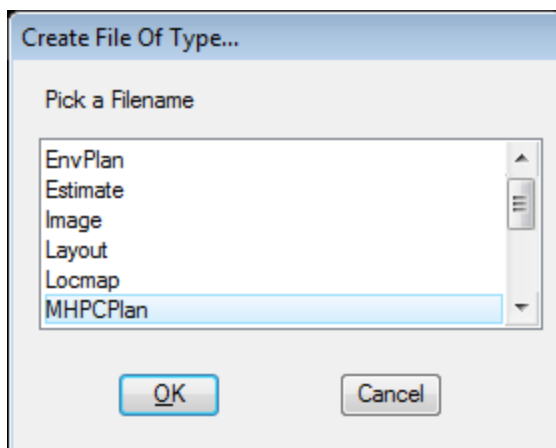 Create File Of Type...
Pick a Filename
EnvPlan
Estimate
Image
Layout
Locmap
MHPCPlan
OK
Cancel